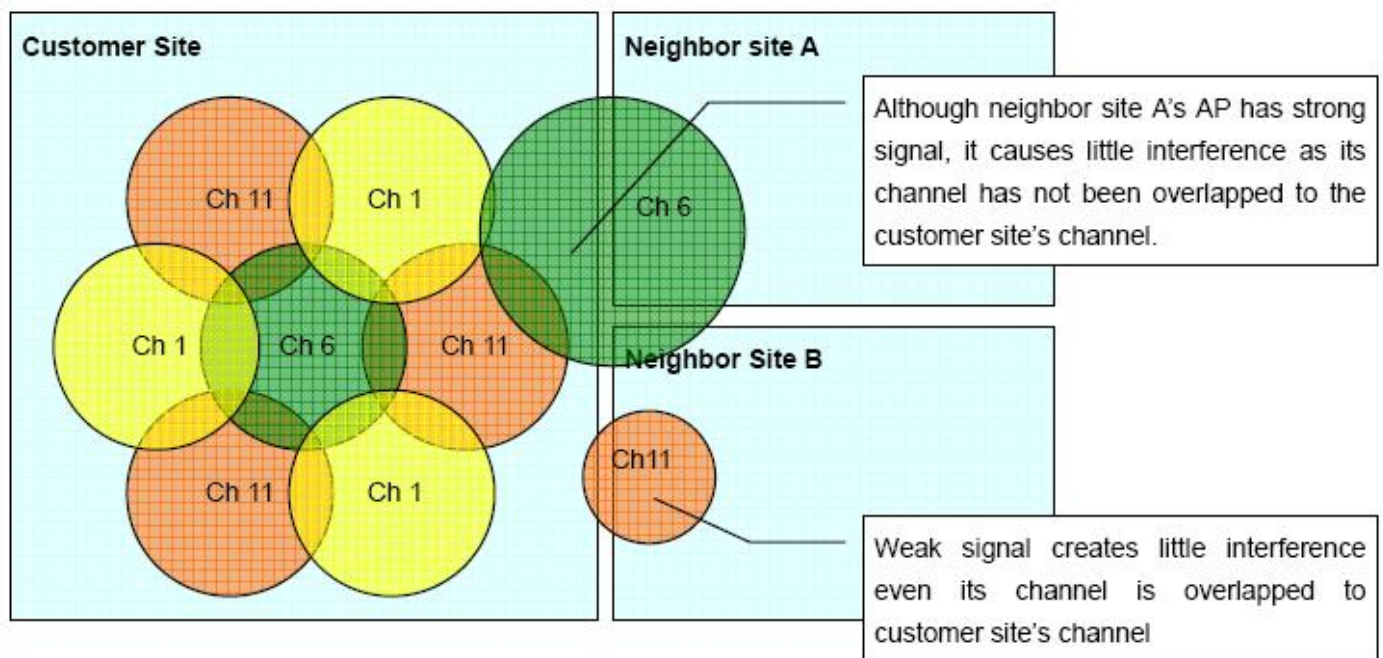 Customer Site
Neighbor site A
Although neighbor site A's AP has strong
signal, it causes little interference as its
channel has not been overlapped to the
customer site's channel.
Ch 11
Ch 1
Ch 6
Ch 1
Ch 6
Ch 11
Neighbor Site B
Ch11
Ch 11
Ch 1
Weak signal creates little interference
even its channel is overlapped to
customer site's channel